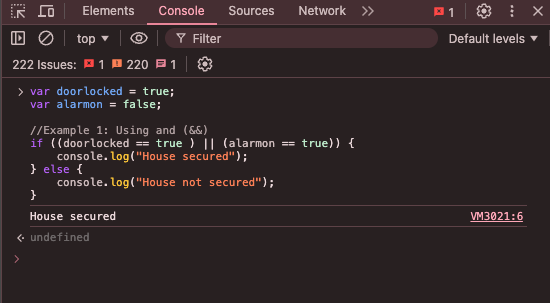 Elements Console Sources Network 1
top Filter Default levels
222 Issues: 1 220 1
var doorlocked = true;
var alarmon = false;
//Example 1: Using and (&&)
if ((doorlocked == true ) || (alarmon == true)) {
    console.log("House secured");
} else {
    console.log("House not secured");
}
House secured VM3021:6
undefined